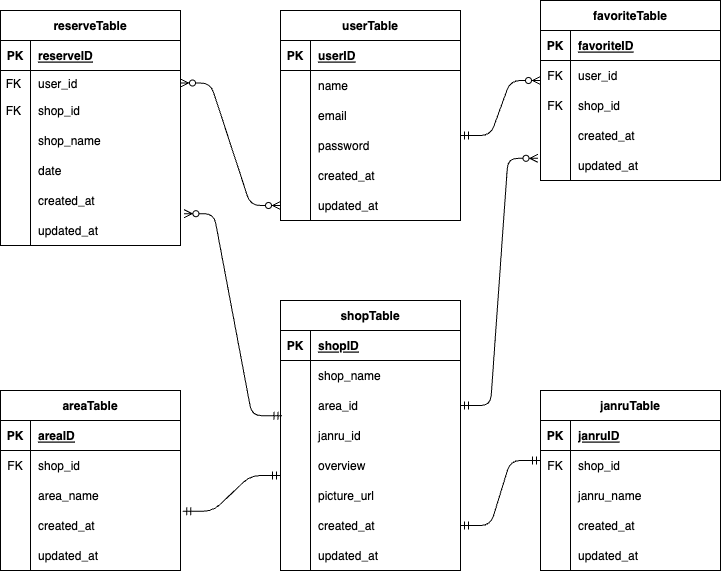 reserveTable
PK reserveID
FK user_id
FK shop_id
shop_name
date
created_at
updated_at
userTable
PK userID
name
email
password
created_at
updated_at
favoriteTable
PK favoriteID
FK user_id
FK shop_id
created_at
updated_at
shopTable
PK shopID
shop_name
area_id
janru_id
overview
picture_url
created_at
updated_at
areaTable
PK areaID
FK shop_id
area_name
created_at
updated_at
janruTable
PK janruID
FK shop_id
janru_name
created_at
updated_at